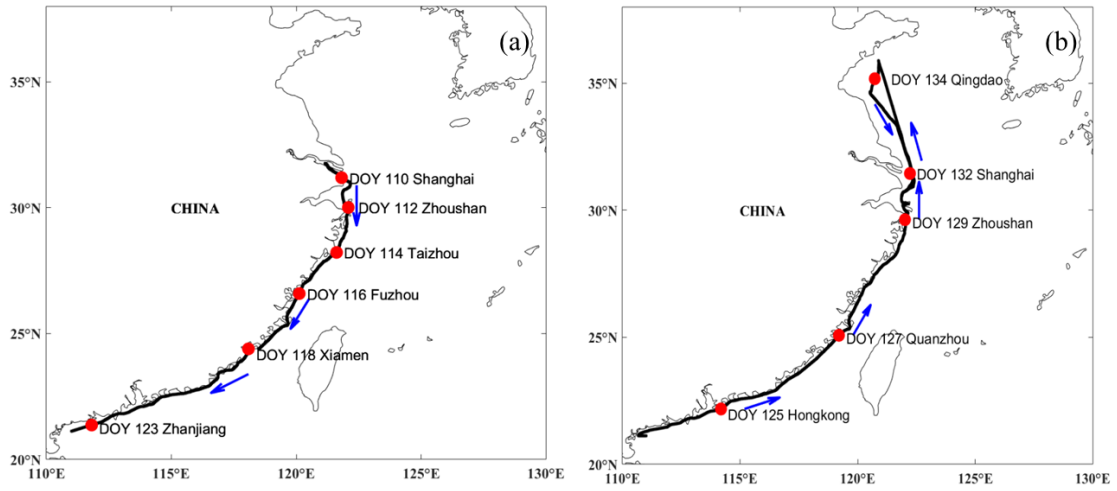 (a)
35°N
30°N
25°N
20°N
110°E
115°E
120°E
125°E
130°E
CHINA
DOY 110 Shanghai
DOY 112 Zhoushan
DOY 114 Taizhou
DOY 116 Fuzhou
DOY 118 Xiamen
DOY 123 Zhanjiang
(b)
35°N
30°N
25°N
20°N
110°E
115°E
120°E
125°E
130°E
CHINA
DOY 134 Qingdao
DOY 132 Shanghai
DOY 129 Zhoushan
DOY 127 Quanzhou
DOY 125 Hongkong